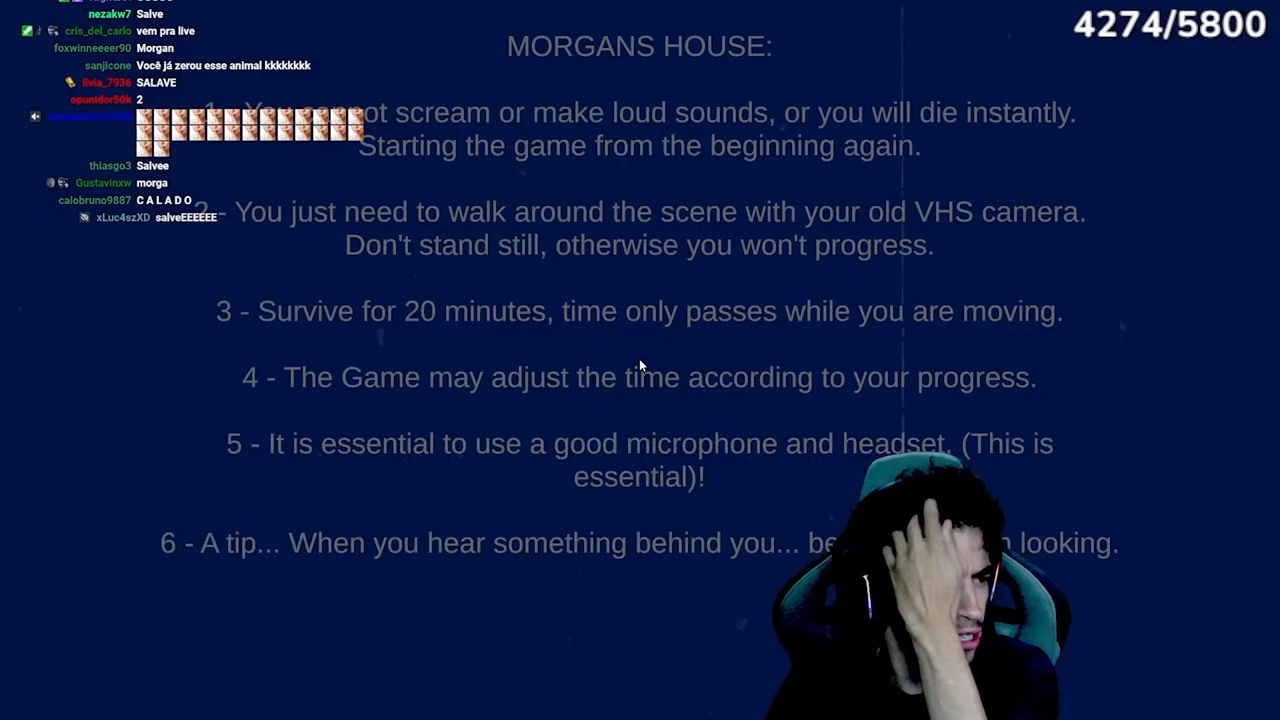 4274/5800
nezakw7 Salve
cris_del_carlo vem pra live
foxwinneeeer90 Morgan
sanjicone Você já zerou esse animal kkkkkkkk
livia_7936 SALAVE
opunidor50k 2
thiasgo3 Salvee
Gustavinxw morga
caiobruno9887 C A L A D O
xLuc4szXD salveEEEEEE
MORGANS HOUSE:
1 - You cannot scream or make loud sounds, or you will die instantly.
Starting the game from the beginning again.
2 - You just need to walk around the scene with your old VHS camera.
Don't stand still, otherwise you won't progress.
3 - Survive for 20 minutes, time only passes while you are moving.
4 - The Game may adjust the time according to your progress.
5 - It is essential to use a good microphone and headset. (This is
essential)!
6 - A tip... When you hear something behind you... looking.